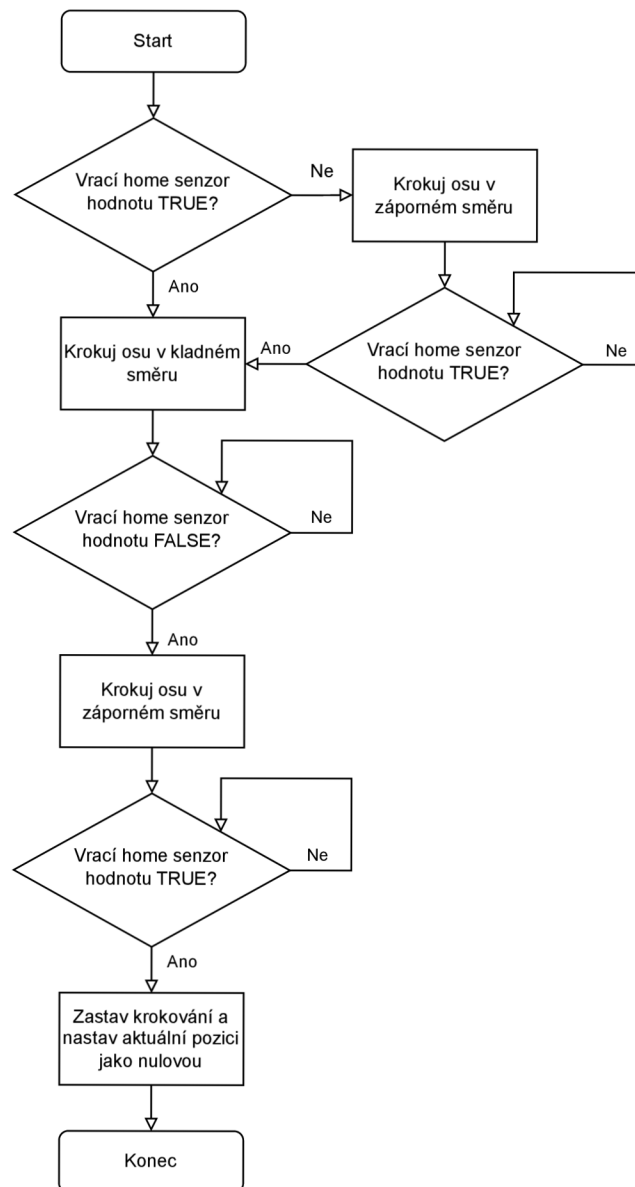 Start
Vrací home senzor
hodnotu TRUE?
Ne
Krokuj osu v
záporném směru
Ano
Krokuj osu v kladném
směru
Ano
Vrací home senzor
hodnotu TRUE?
Ne
Vrací home senzor
hodnotu FALSE?
Ne
Ano
Krokuj osu v
záporném směru
Vrací home senzor
hodnotu TRUE?
Ne
Ano
Zastav krokování a
nastav aktuální pozici
jako nulovou
Konec